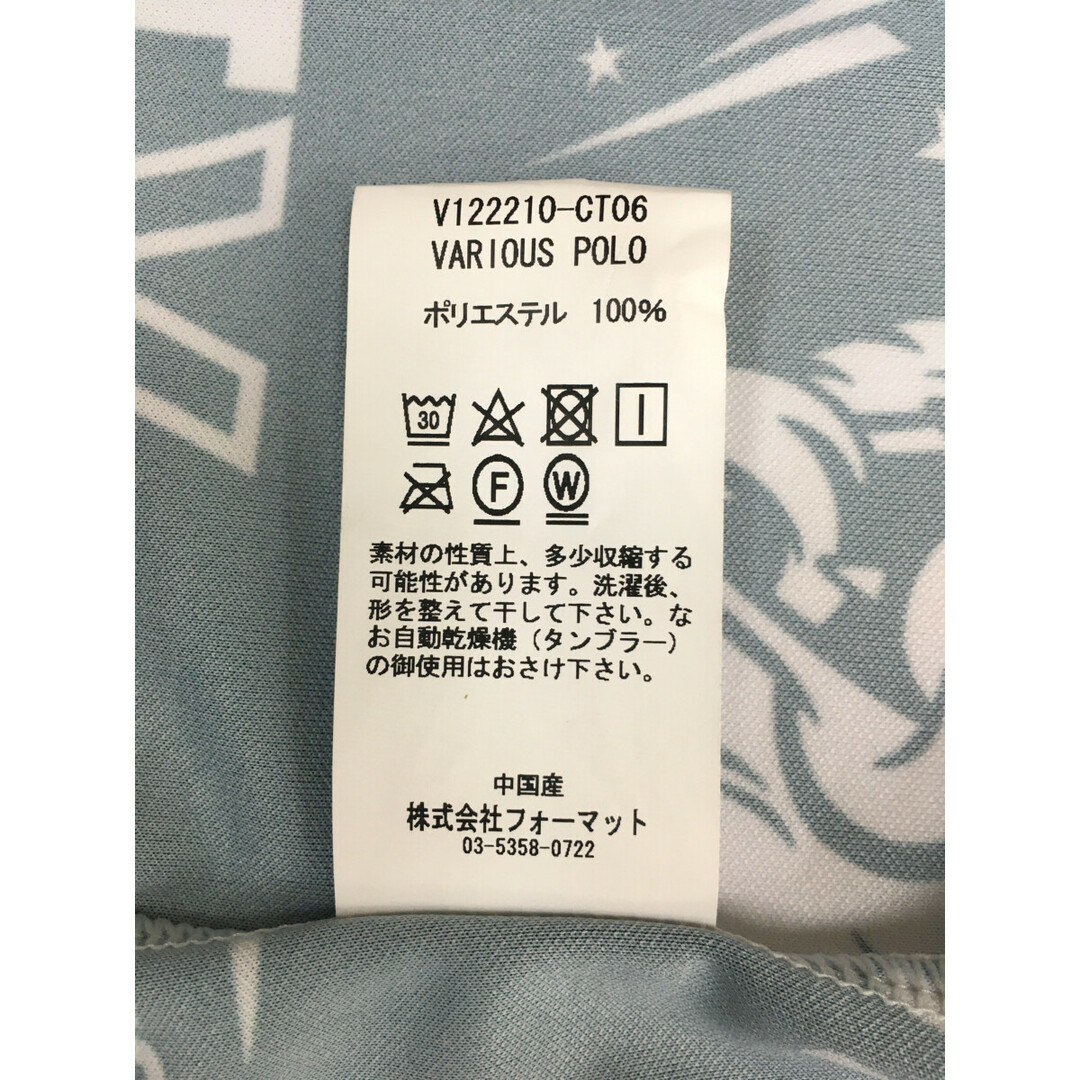 V122210-CT06
VARIOUS POLO
ポリエステル 100%
30
F W
素材の性質上、多少収縮する
可能性があります。洗濯後、
形を整えて干して下さい。な
お自動乾燥機（タンブラー）
の御使用はおさけ下さい。
中国産
株式会社フォーマット
03-5358-0722